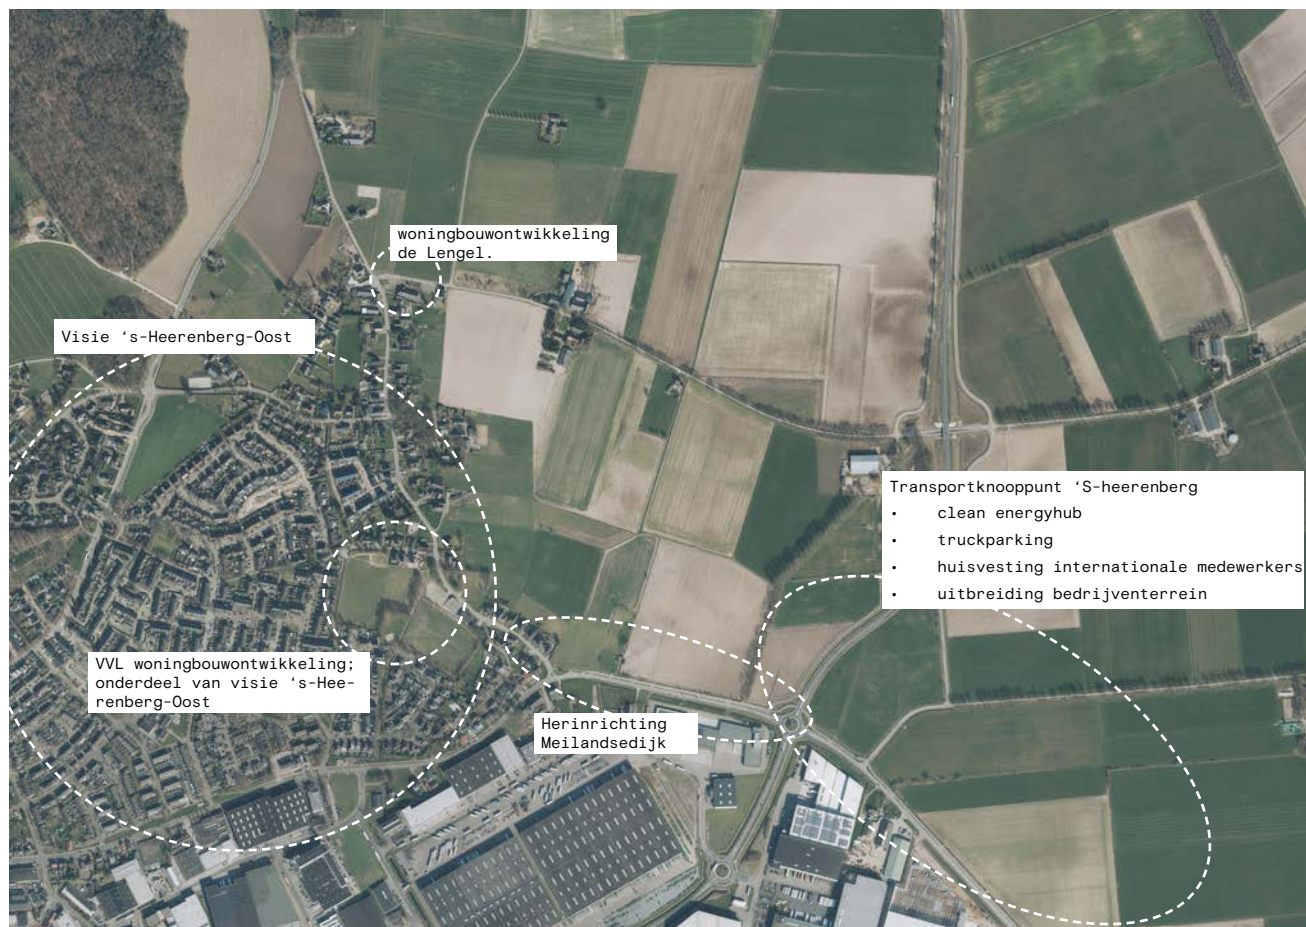 woningbouwontwikkeling
de Lengel.
Visie ‘s-Heerenberg-Oost
Transportknooppunt ‘S-heerenberg
• clean energyhub
• truckparking
• huisvesting internationale medewerkers
• uitbreiding bedrijventerrein
VVL woningbouwontwikkeling;
onderdeel van visie ‘s-Hee-
renberg-Oost
Herinrichting
Meilandsedijk